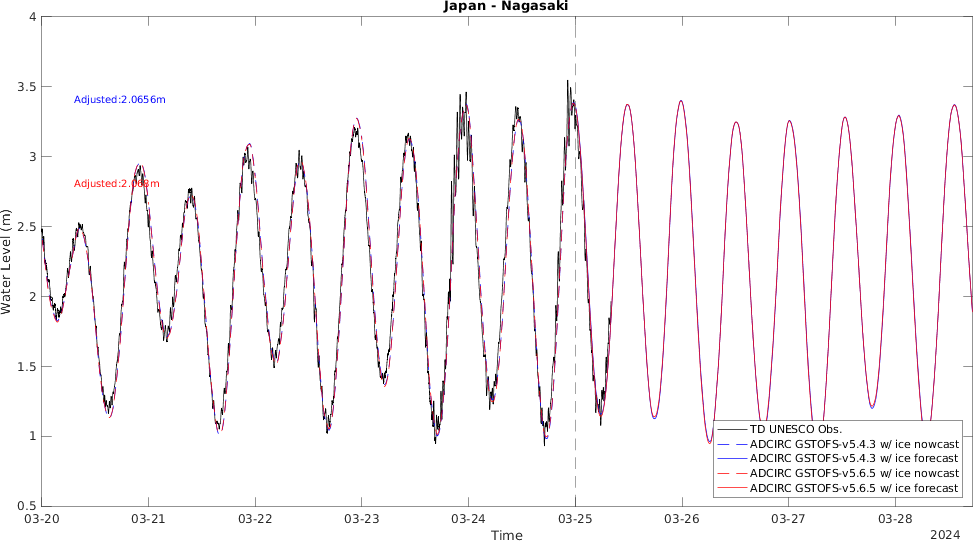 Japan - Nagasaki
4
3.5
3
2.5
2
1.5
1
0.5
Water Level (m)
Adjusted:2.0656m
Adjusted:2.068m
TD UNESCO Obs.
ADCIRC GSTOFS-v5.4.3 w/ ice nowcast
ADCIRC GSTOFS-v5.4.3 w/ ice forecast
ADCIRC GSTOFS-v5.6.5 w/ ice nowcast
ADCIRC GSTOFS-v5.6.5 w/ ice forecast
03-20 03-21 03-22 03-23 03-24 03-25 03-26 03-27 03-28
Time
2024